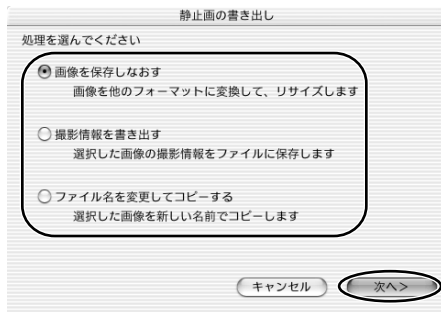 静止画の書き出し
処理を選んでください
画像を保存しなおす
画像を他のフォーマットに変換して、リサイズします
撮影情報を書き出す
選択した画像の撮影情報をファイルに保存します
ファイル名を変更してコピーする
選択した画像を新しい名前でコピーします
キャンセル 次へ>